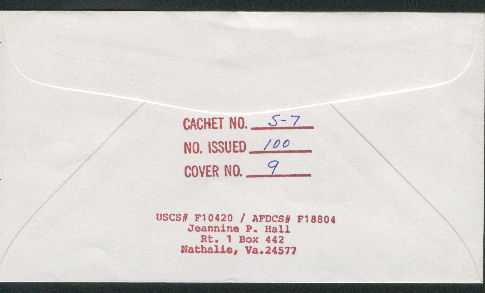 CACHET NO. S-7
NO. ISSUED 100
COVER NO. 9
USCS# F10420 / AFDCS# F18804
Jeannine P. Hall
Rt. 1 Box 442
Nathalie, Va.24577